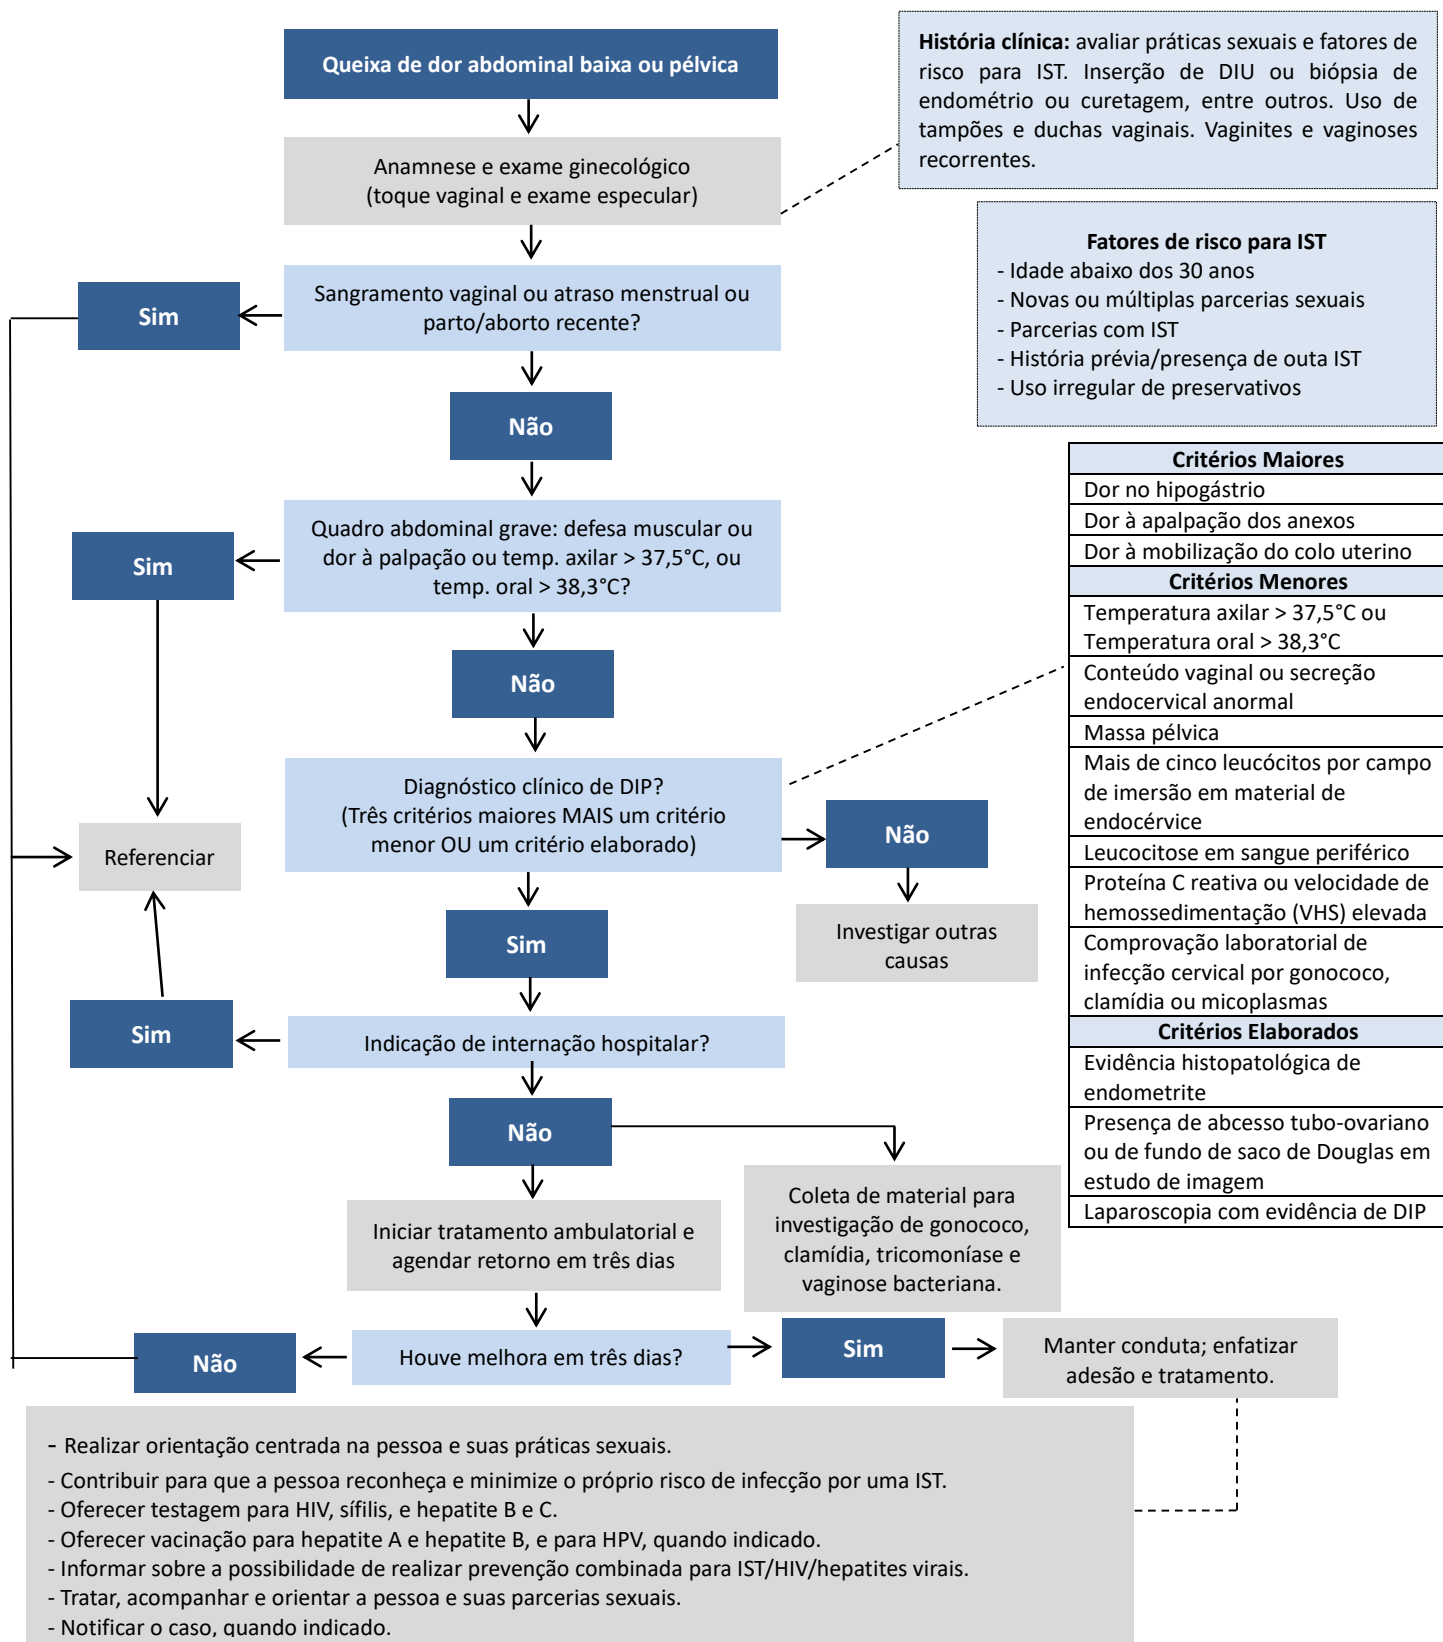 Queixa de dor abdominal baixa ou pélvica
História clínica: avaliar práticas sexuais e fatores de
risco para IST. Inserção de DIU ou biópsia de
endométrio ou curetagem, entre outros. Uso de
tampões e duchas vaginais. Vaginites e vaginoses
recorrentes.
Anamnese e exame ginecológico
(toque vaginal e exame especular)
Fatores de risco para IST
- Idade abaixo dos 30 anos
- Novas ou múltiplas parcerias sexuais
- Parcerias com IST
- História prévia/presença de outa IST
- Uso irregular de preservativos
Sangramento vaginal ou atraso menstrual ou
parto/aborto recente?
Sim
Não
Quadro abdominal grave: defesa muscular ou
dor à palpação ou temp. axilar > 37,5°C, ou
temp. oral > 38,3°C?
Sim
Não
Critérios Maiores
Dor no hipogástrio
Dor à apalpação dos anexos
Dor à mobilização do colo uterino
Critérios Menores
Temperatura axilar > 37,5°C ou
Temperatura oral > 38,3°C
Conteúdo vaginal ou secreção
endocervical anormal
Massa pélvica
Mais de cinco leucócitos por campo
de imersão em material de
endocérvice
Leucocitose em sangue periférico
Proteína C reativa ou velocidade de
hemossedimentação (VHS) elevada
Comprovação laboratorial de
infecção cervical por gonococo,
clamídia ou micoplasmas
Critérios Elaborados
Evidência histopatológica de
endometrite
Presença de abcesso tubo-ovariano
ou de fundo de saco de Douglas em
estudo de imagem
Laparoscopia com evidência de DIP
Diagnóstico clínico de DIP?
(Três critérios maiores MAIS um critério
menor OU um critério elaborado)
Não
Investigar outras
causas
Referenciar
Sim
Indicação de internação hospitalar?
Sim
Não
Iniciar tratamento ambulatorial e
agendar retorno em três dias
Coleta de material para
investigação de gonococo,
clamídia, tricomoníase e
vaginose bacteriana.
Houve melhora em três dias?
Não
Sim
Manter conduta; enfatizar
adesão e tratamento.
- Realizar orientação centrada na pessoa e suas práticas sexuais.
- Contribuir para que a pessoa reconheça e minimize o próprio risco de infecção por uma IST.
- Oferecer testagem para HIV, sífilis, e hepatite B e C.
- Oferecer vacinação para hepatite A e hepatite B, e para HPV, quando indicado.
- Informar sobre a possibilidade de realizar prevenção combinada para IST/HIV/hepatites virais.
- Tratar, acompanhar e orientar a pessoa e suas parcerias sexuais.
- Notificar o caso, quando indicado.